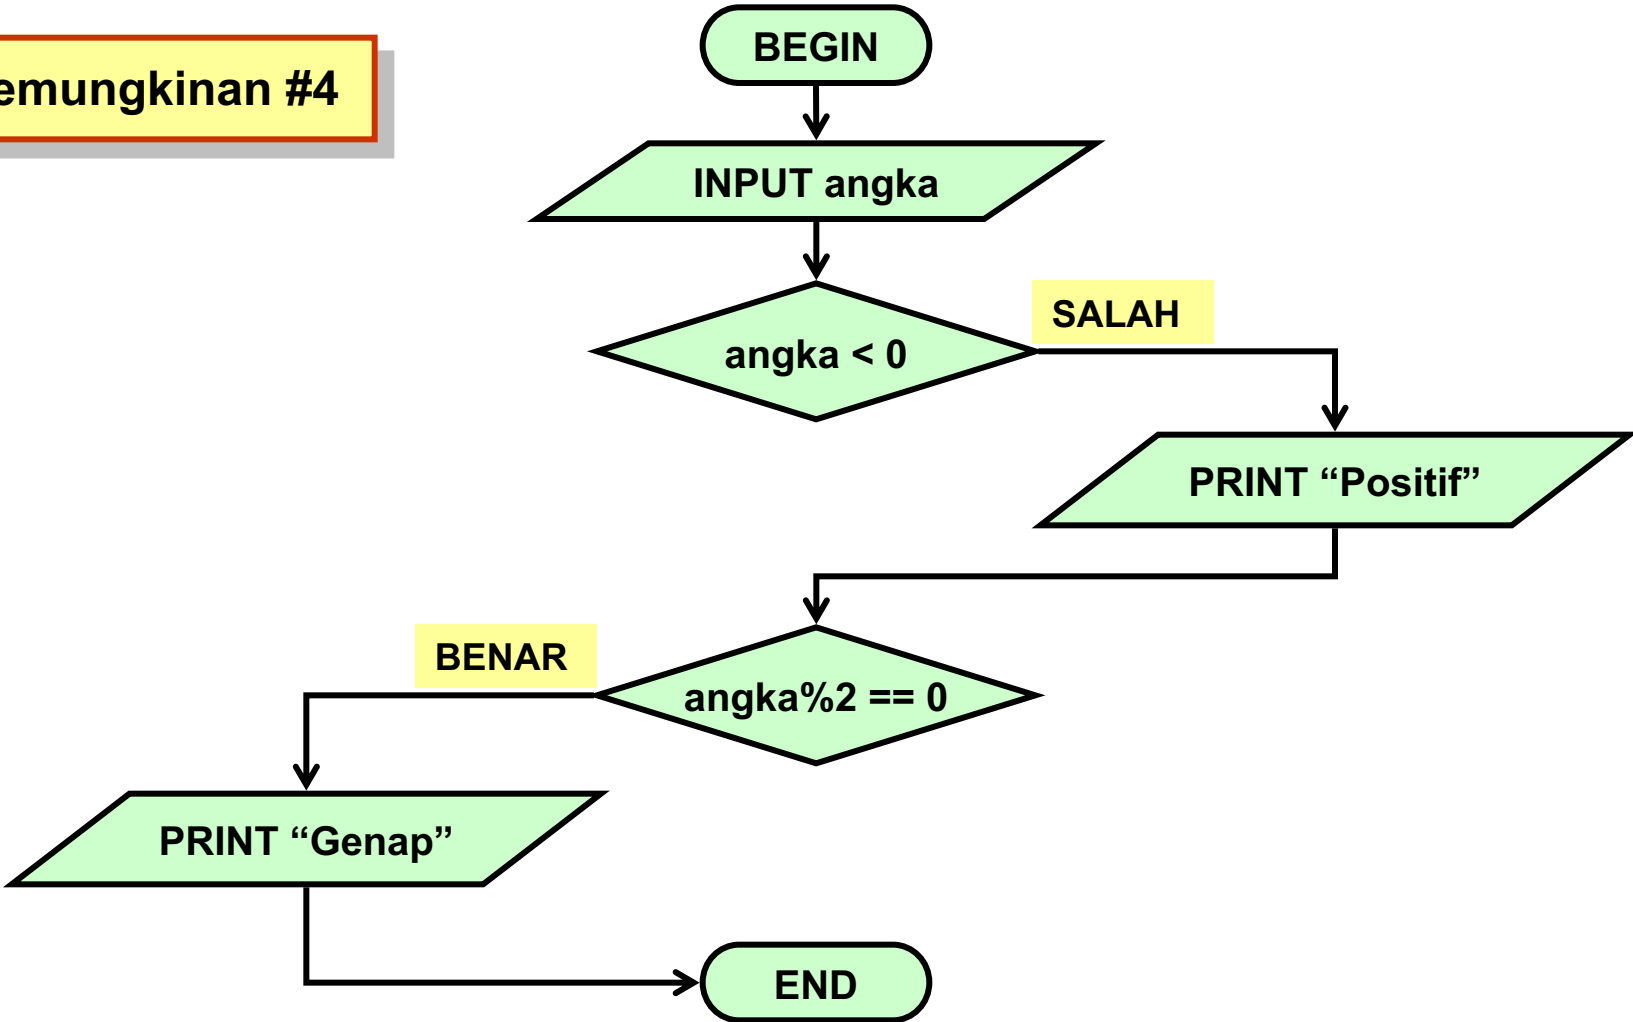 emungkinan #4
BEGIN
INPUT angka
angka < 0
SALAH
PRINT “Positif”
BENAR
angka%2 == 0
PRINT “Genap”
END